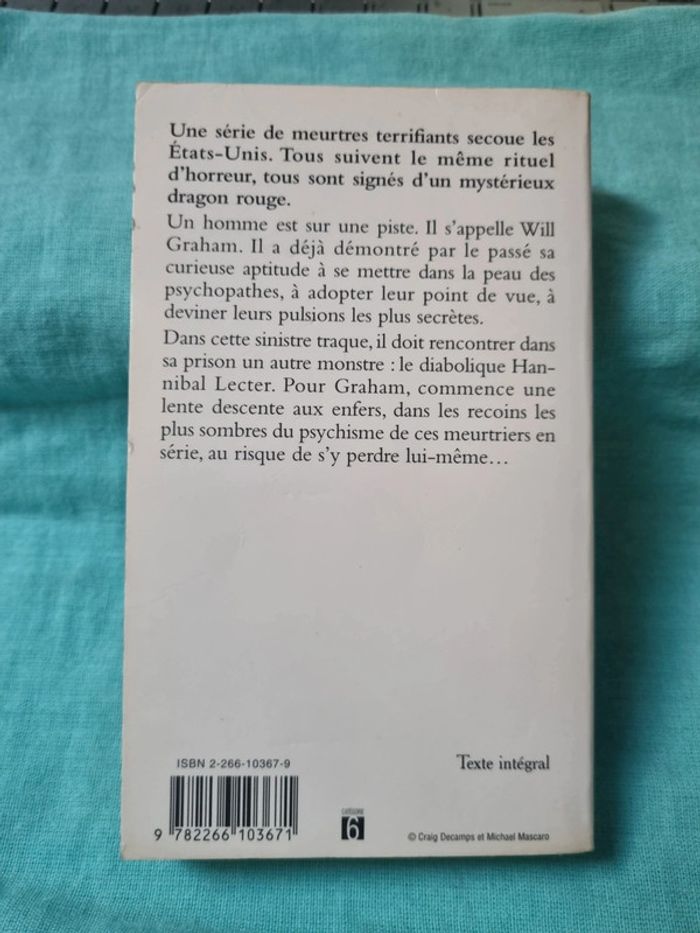 Une série de meurtres terrifiants secoue les
États-Unis. Tous suivent le même rituel
d'horreur, tous sont signés d'un mystérieux
dragon rouge.
Un homme est sur une piste. Il s'appelle Will
Graham. Il a déjà démontré par le passé sa
curieuse aptitude à se mettre dans la peau des
psychopathes, à adopter leur point de vue, à
deviner leurs pulsions les plus secrètes.
Dans cette sinistre traque, il doit rencontrer dans
sa prison un autre monstre : le diabolique Han-
nibal Lecter. Pour Graham, commence une
lente descente aux enfers, dans les recoins les
plus sombres du psychisme de ces meurtriers en
série, au risque de s'y perdre lui-même…
ISBN 2-266-10367-9
Texte intégral
9 782266 103671
CATÉGORIE
6
© Craig Decamps et Michael Mascaro